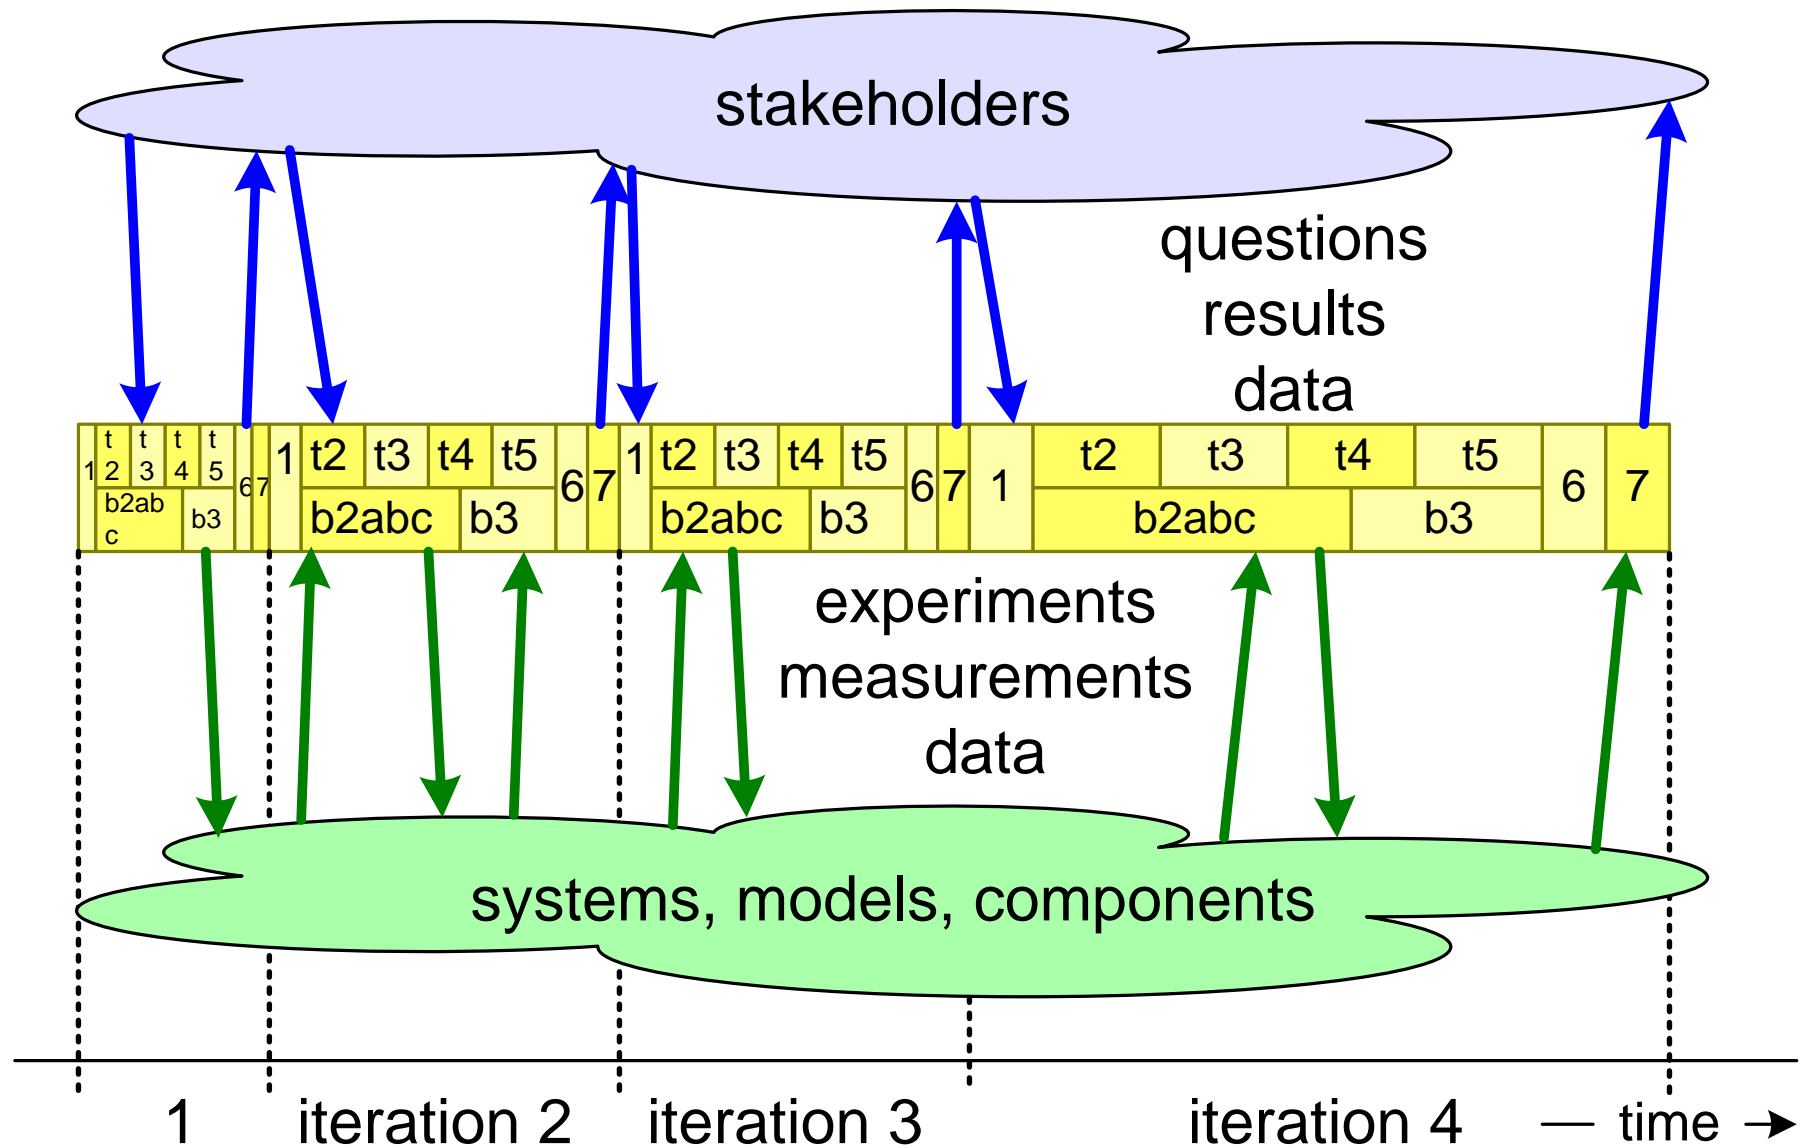 stakeholders
questions
results
data
1
t
2
t
3
t
4
t
5
6
7
b2ab
c
b3
1
t2
t3
t4
t5
6
7
b2abc
b3
1
t2
t3
t4
t5
6
7
b2abc
b3
1
t2
t3
t4
t5
6
7
b2abc
b3
experiments
measurements
data
systems, models, components
1
iteration 2
iteration 3
iteration 4
time